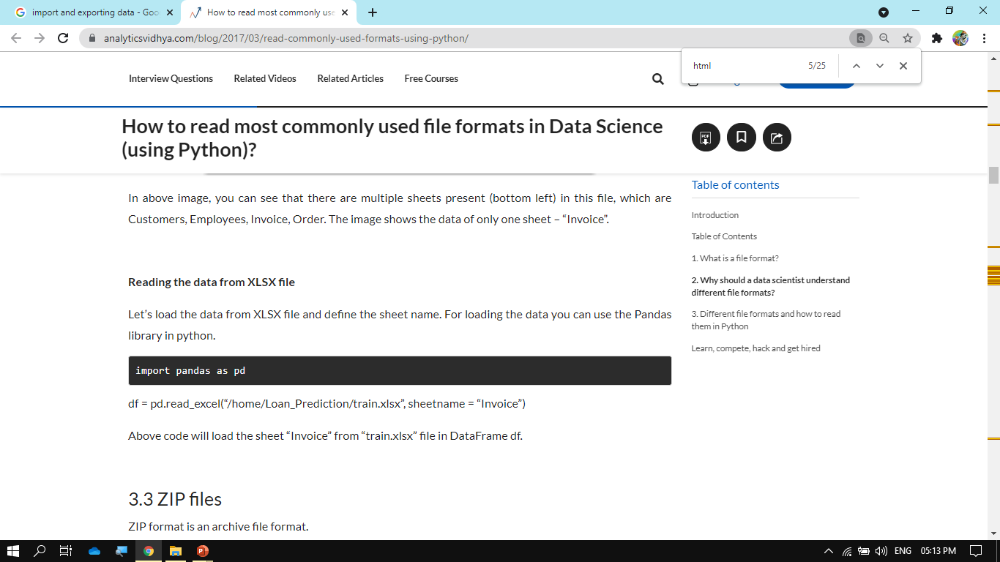 import and exporting data - Goo
How to read most commonly use
analyticsvidhya.com/blog/2017/03/read-commonly-used-formats-using-python/
html 5/25
Interview Questions Related Videos Related Articles Free Courses
How to read most commonly used file formats in Data Science
(using Python)?
PDF
In above image, you can see that there are multiple sheets present (bottom left) in this file, which are
Customers, Employees, Invoice, Order. The image shows the data of only one sheet – “Invoice”.
Reading the data from XLSX file
Let’s load the data from XLSX file and define the sheet name. For loading the data you can use the Pandas
library in python.
import pandas as pd
df = pd.read_excel(“/home/Loan_Prediction/train.xlsx”, sheetname = “Invoice”)
Above code will load the sheet “Invoice” from “train.xlsx” file in DataFrame df.
3.3 ZIP files
ZIP format is an archive file format.
Table of contents
Introduction
Table of Contents
1. What is a file format?
2. Why should a data scientist understand
different file formats?
3. Different file formats and how to read
them in Python
Learn, compete, hack and get hired
ENG 05:13 PM